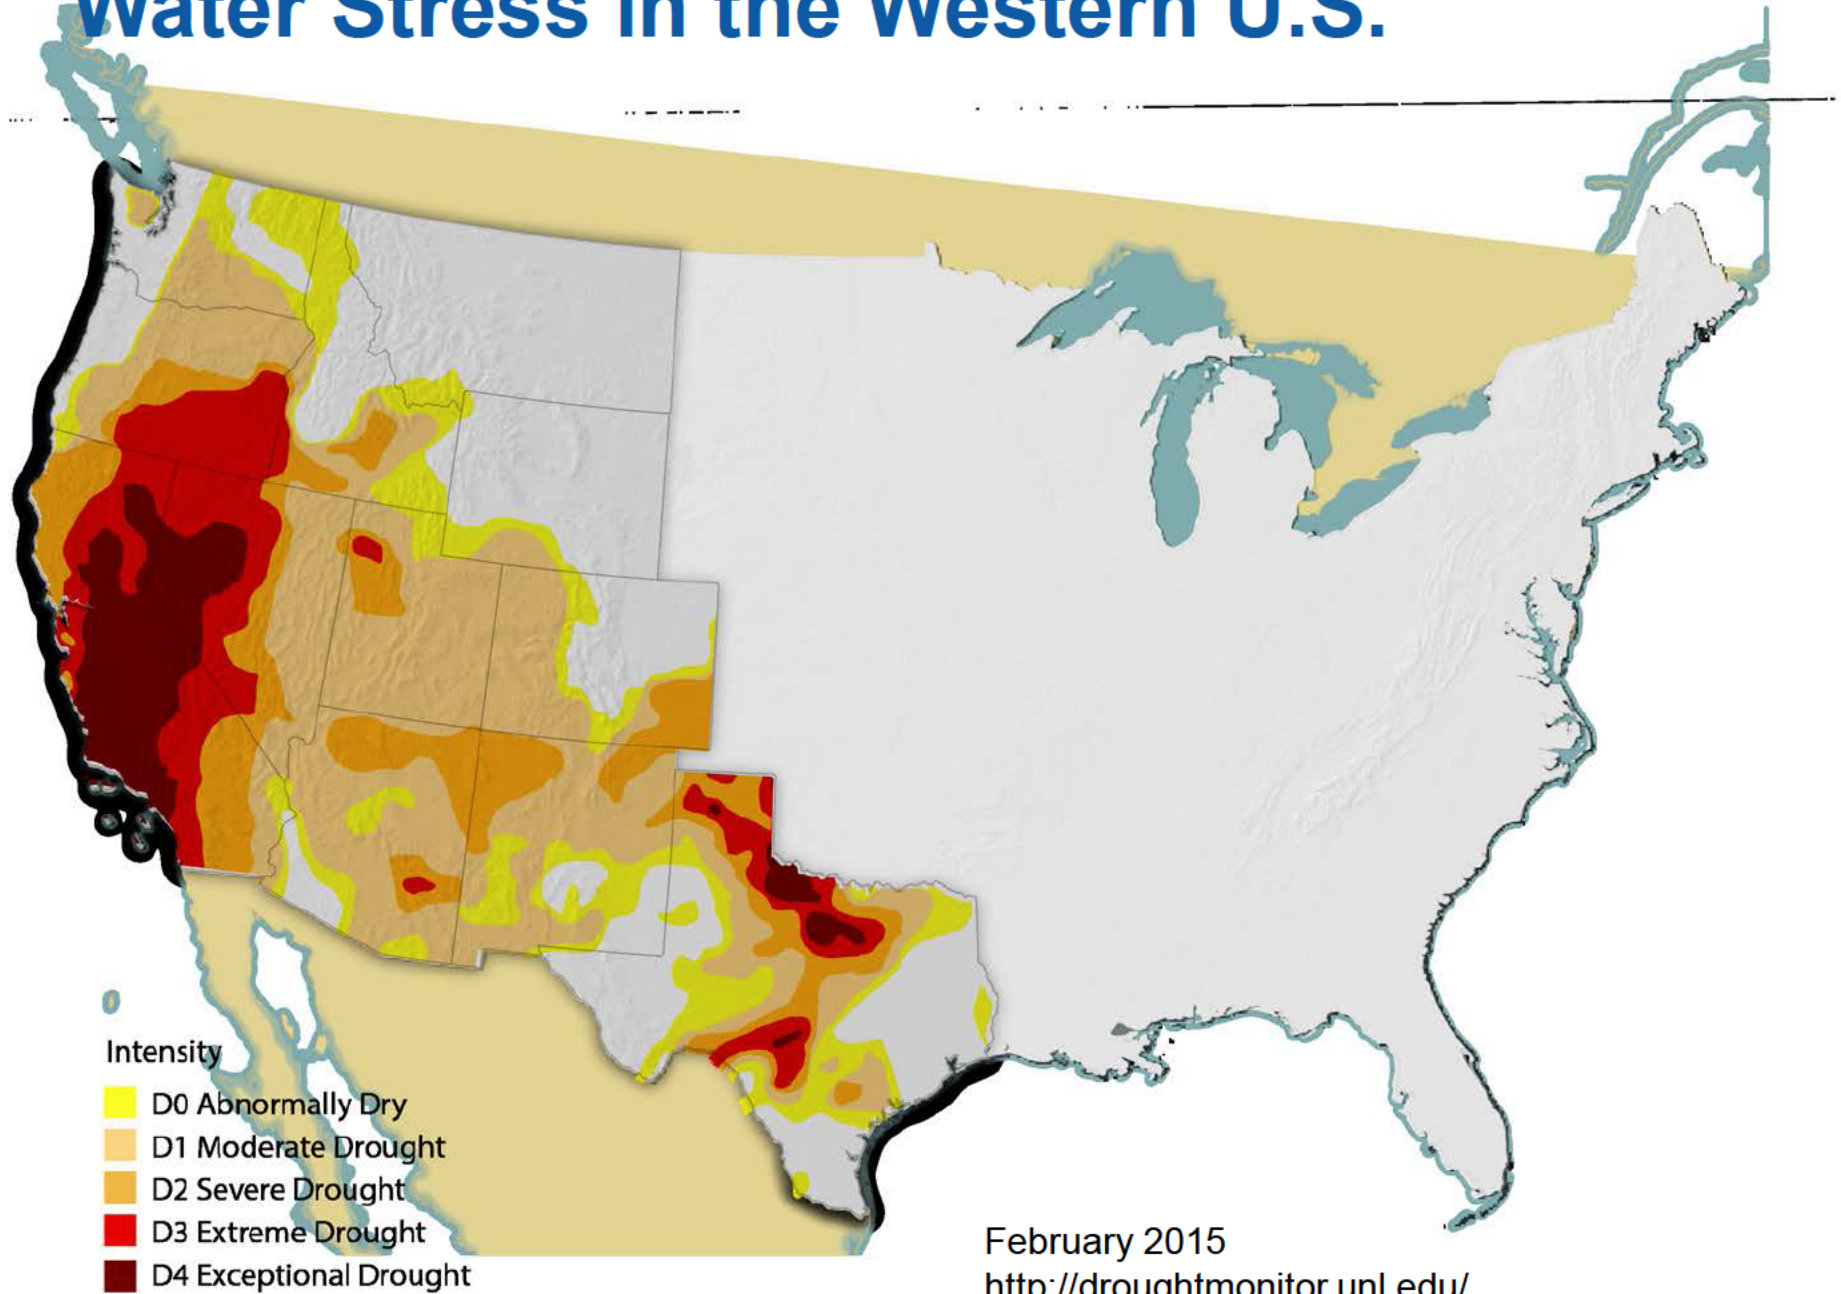 Water Stress in the Western U.S.
Intensity
D0 Abnormally Dry
D1 Moderate Drought
D2 Severe Drought
D3 Extreme Drought
D4 Exceptional Drought
February 2015
http://droughtmonitor.unl.edu/